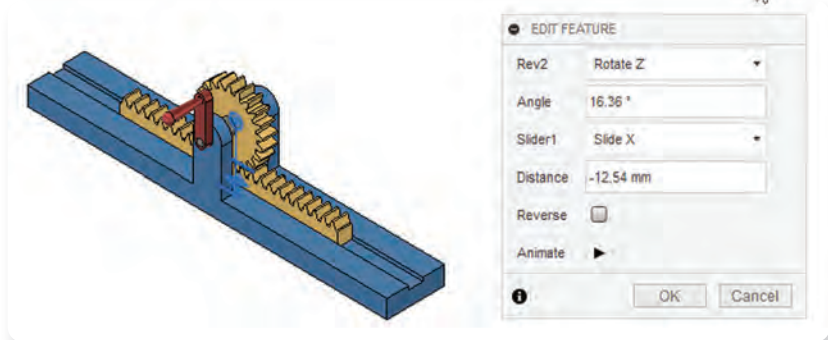 EDIT FEATURE
Rev2 Rotate Z
Angle 16.36 °
Slider1 Slide X
Distance -12.54 mm
Reverse
Animate
OK Cancel